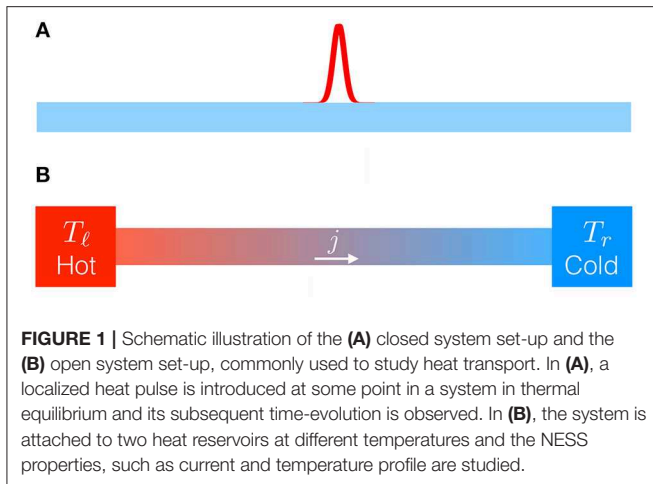 A
B
Tℓ
Hot
j
Tr
Cold
FIGURE 1 | Schematic illustration of the (A) closed system set-up and the
(B) open system set-up, commonly used to study heat transport. In (A), a
localized heat pulse is introduced at some point in a system in thermal
equilibrium and its subsequent time-evolution is observed. In (B), the system is
attached to two heat reservoirs at different temperatures and the NESS
properties, such as current and temperature profile are studied.